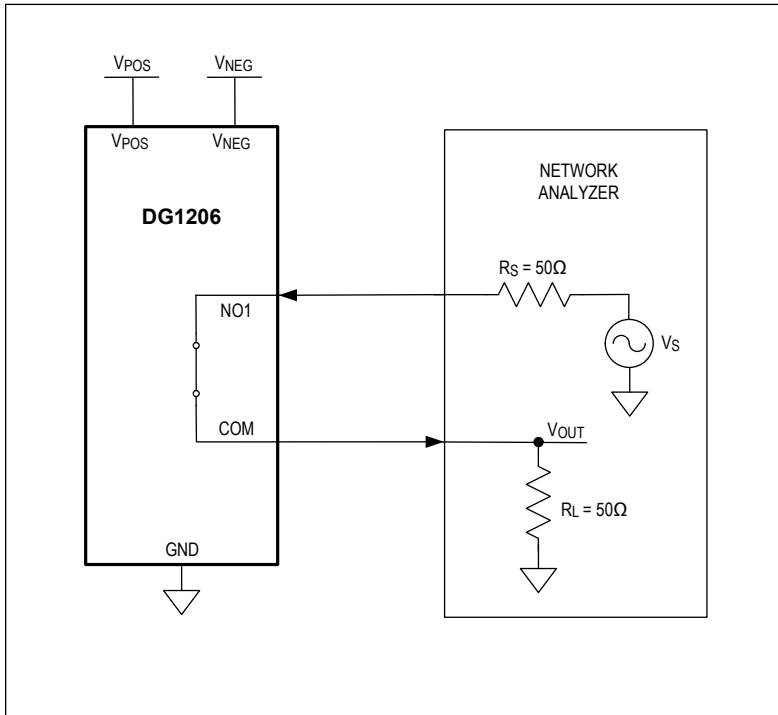 VPOS VNEG
VPOS VNEG
DG1206
NO1
COM
GND
NETWORK
ANALYZER
RS = 50Ω
VS
VOUT
RL = 50Ω